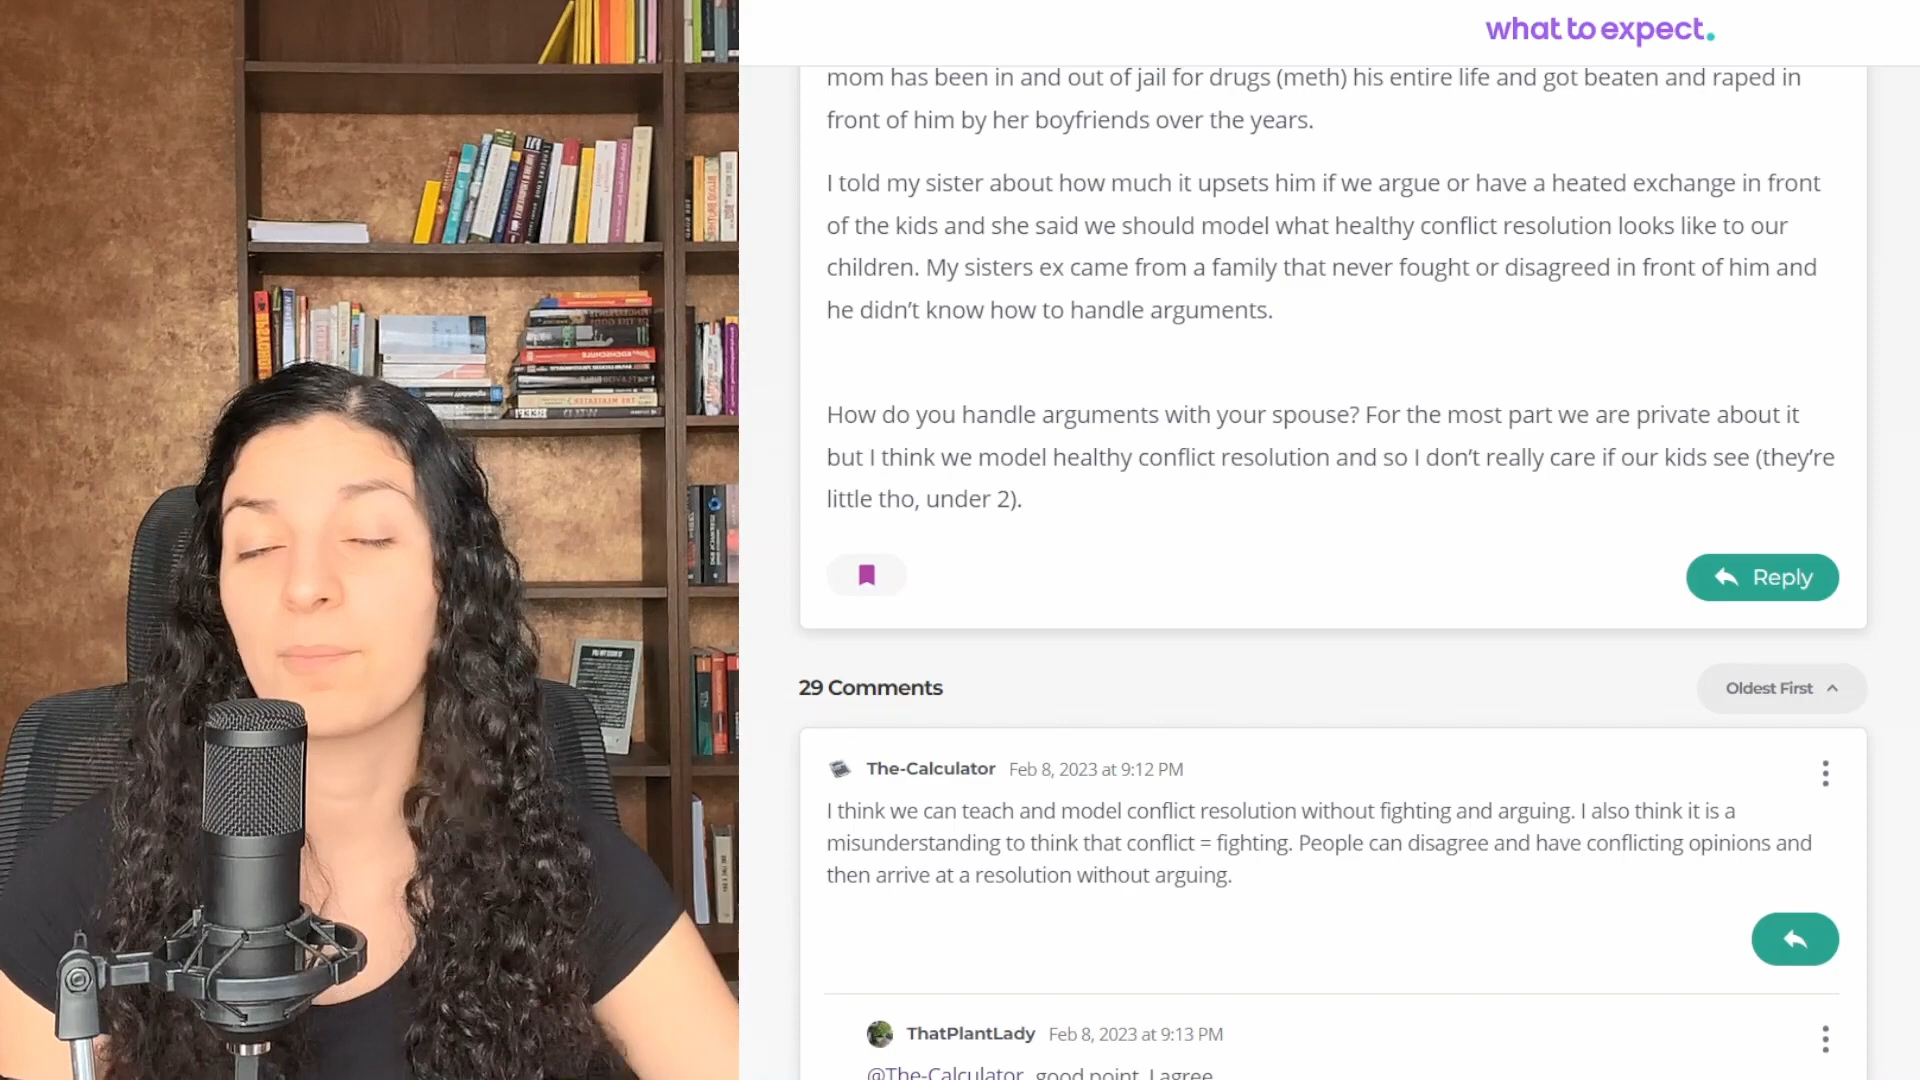 what to expect.
mom has been in and out of jail for drugs (meth) his entire life and got beaten and raped in
front of him by her boyfriends over the years.
I told my sister about how much it upsets him if we argue or have a heated exchange in front
of the kids and she said we should model what healthy conflict resolution looks like to our
children. My sisters ex came from a family that never fought or disagreed in front of him and
he didn’t know how to handle arguments.
How do you handle arguments with your spouse? For the most part we are private about it
but I think we model healthy conflict resolution and so I don’t really care if our kids see (they’re
little tho, under 2).
Reply
29 Comments
Oldest First
The-Calculator Feb 8, 2023 at 9:12 PM
I think we can teach and model conflict resolution without fighting and arguing. I also think it is a
misunderstanding to think that conflict = fighting. People can disagree and have conflicting opinions and
then arrive at a resolution without arguing.
ThatPlantLady Feb 8, 2023 at 9:13 PM
@The-Calculator good point. I agree